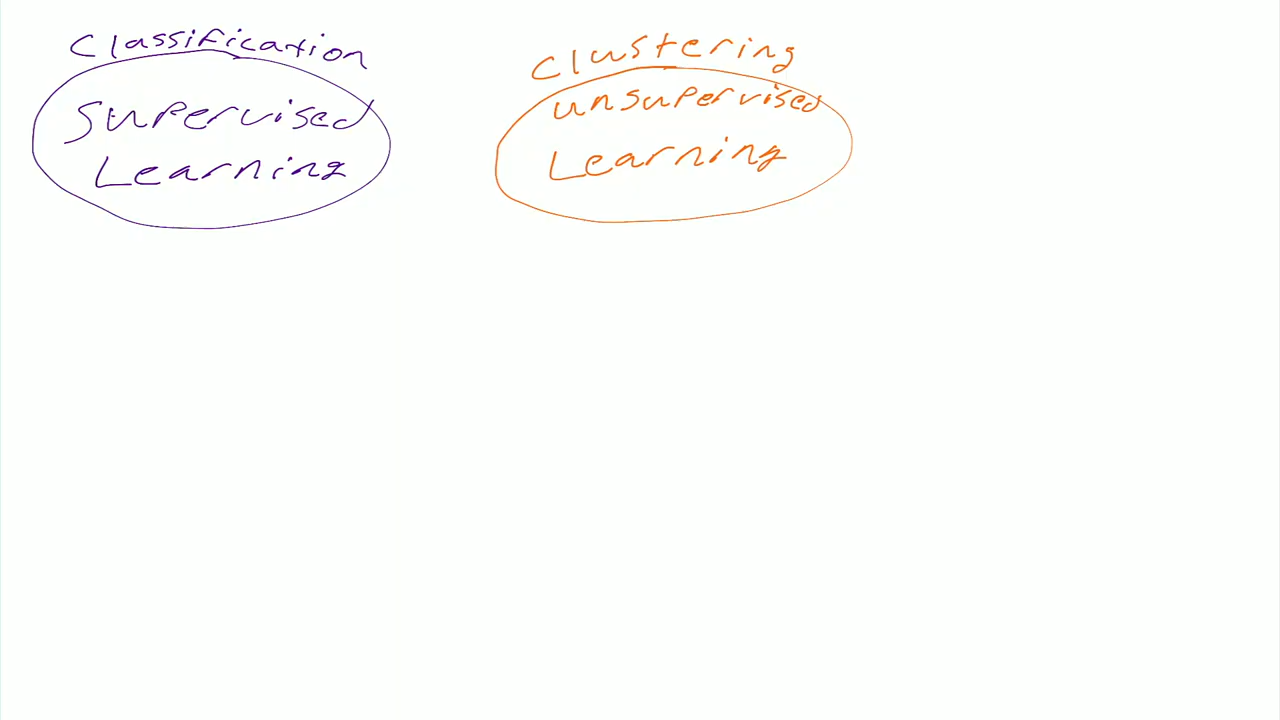 Classification
Supervised
Learning
Clustering
unsupervised
Learning